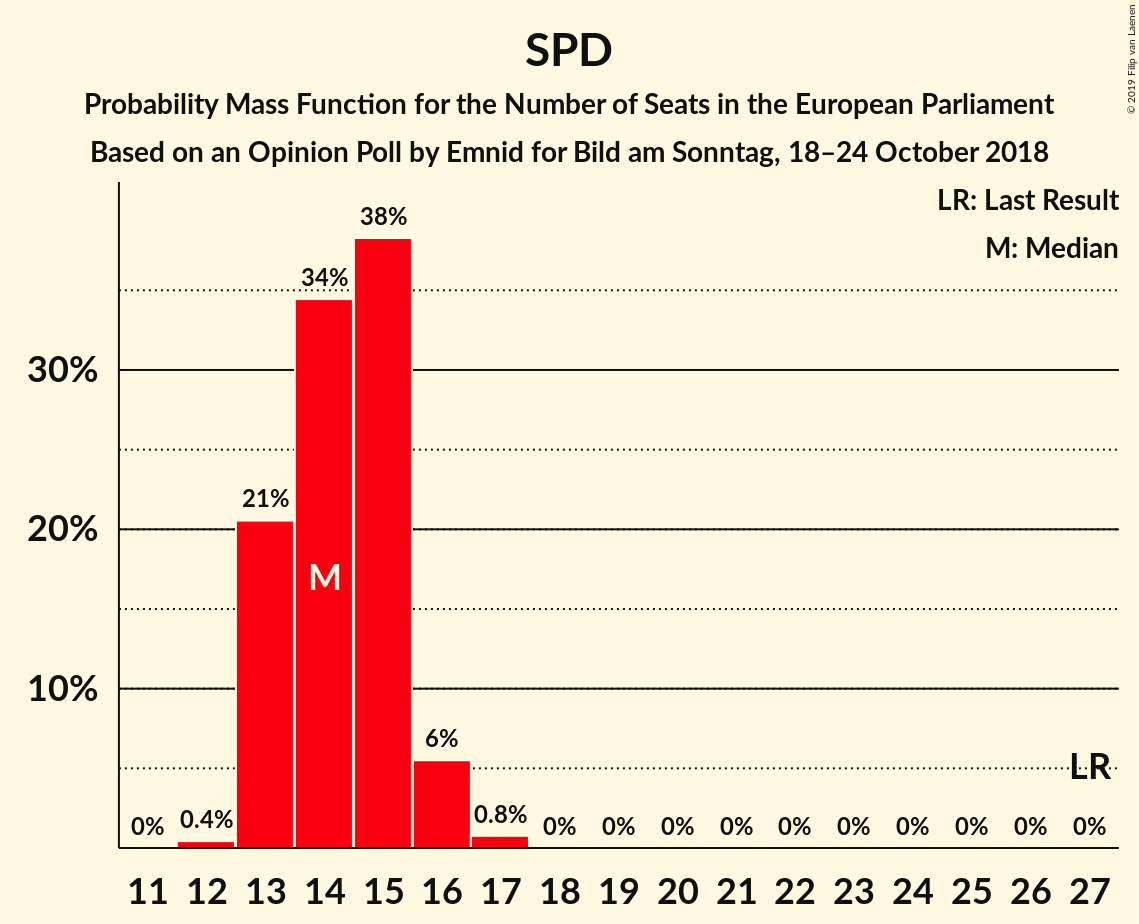 SPD
Probability Mass Function for the Number of Seats in the European Parliament
Based on an Opinion Poll by Emnid for Bild am Sonntag, 18–24 October 2018
© 2019 Filip van Laenen
LR: Last Result
M: Median
38%
34%
30%
21%
20%
M
10%
6%
LR
0% 0.4% 0.8% 0% 0% 0% 0% 0% 0% 0% 0% 0% 0%
11 12 13 14 15 16 17 18 19 20 21 22 23 24 25 26 27